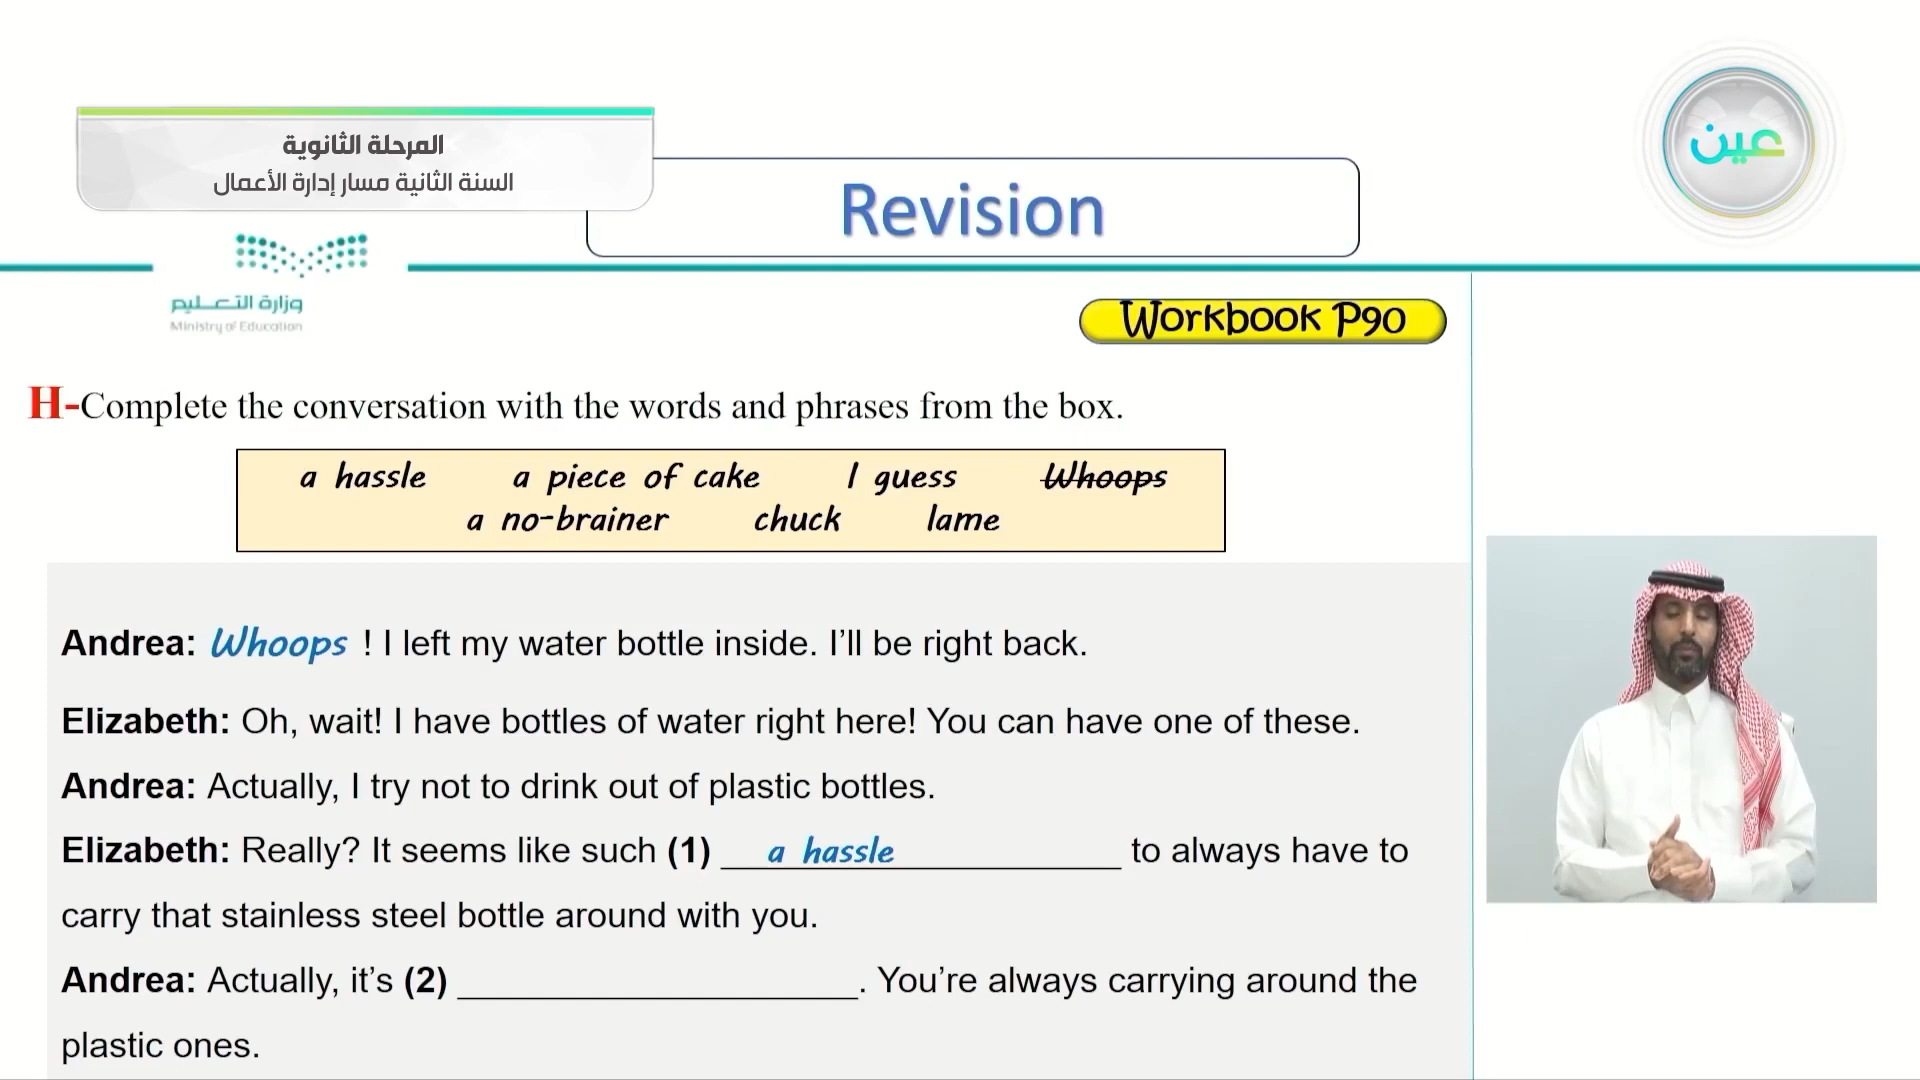 المرحلة الثانوية
السنة الثانية مسار إدارة الأعمال
عين
Revision
وزارة التعليم
Ministry of Education
Workbook P90
H-Complete the conversation with the words and phrases from the box.
a hassle a piece of cake I guess Whoops
a no-brainer chuck lame
Andrea: Whoops ! I left my water bottle inside. I’ll be right back.
Elizabeth: Oh, wait! I have bottles of water right here! You can have one of these.
Andrea: Actually, I try not to drink out of plastic bottles.
Elizabeth: Really? It seems like such (1) ___a hassle___ to always have to
carry that stainless steel bottle around with you.
Andrea: Actually, it’s (2) ____________________. You’re always carrying around the
plastic ones.